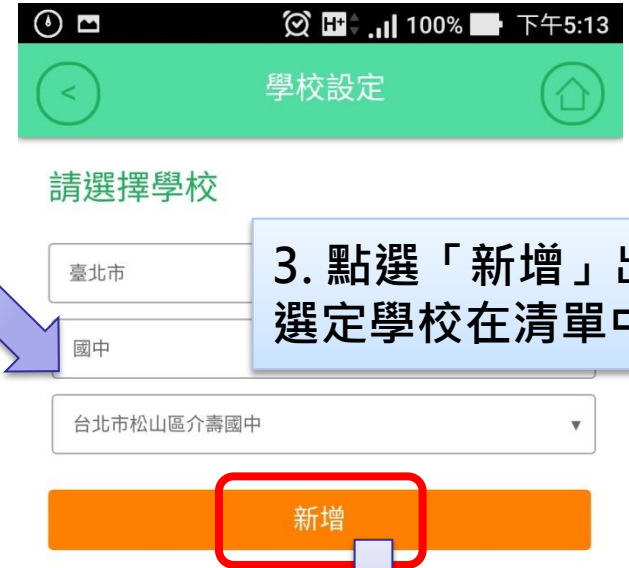 100% 下午5:13
< 學校設定
請選擇學校
臺北市
3. 點選「新增」
選定學校在清單
國中
台北市松山區介壽國中
新增